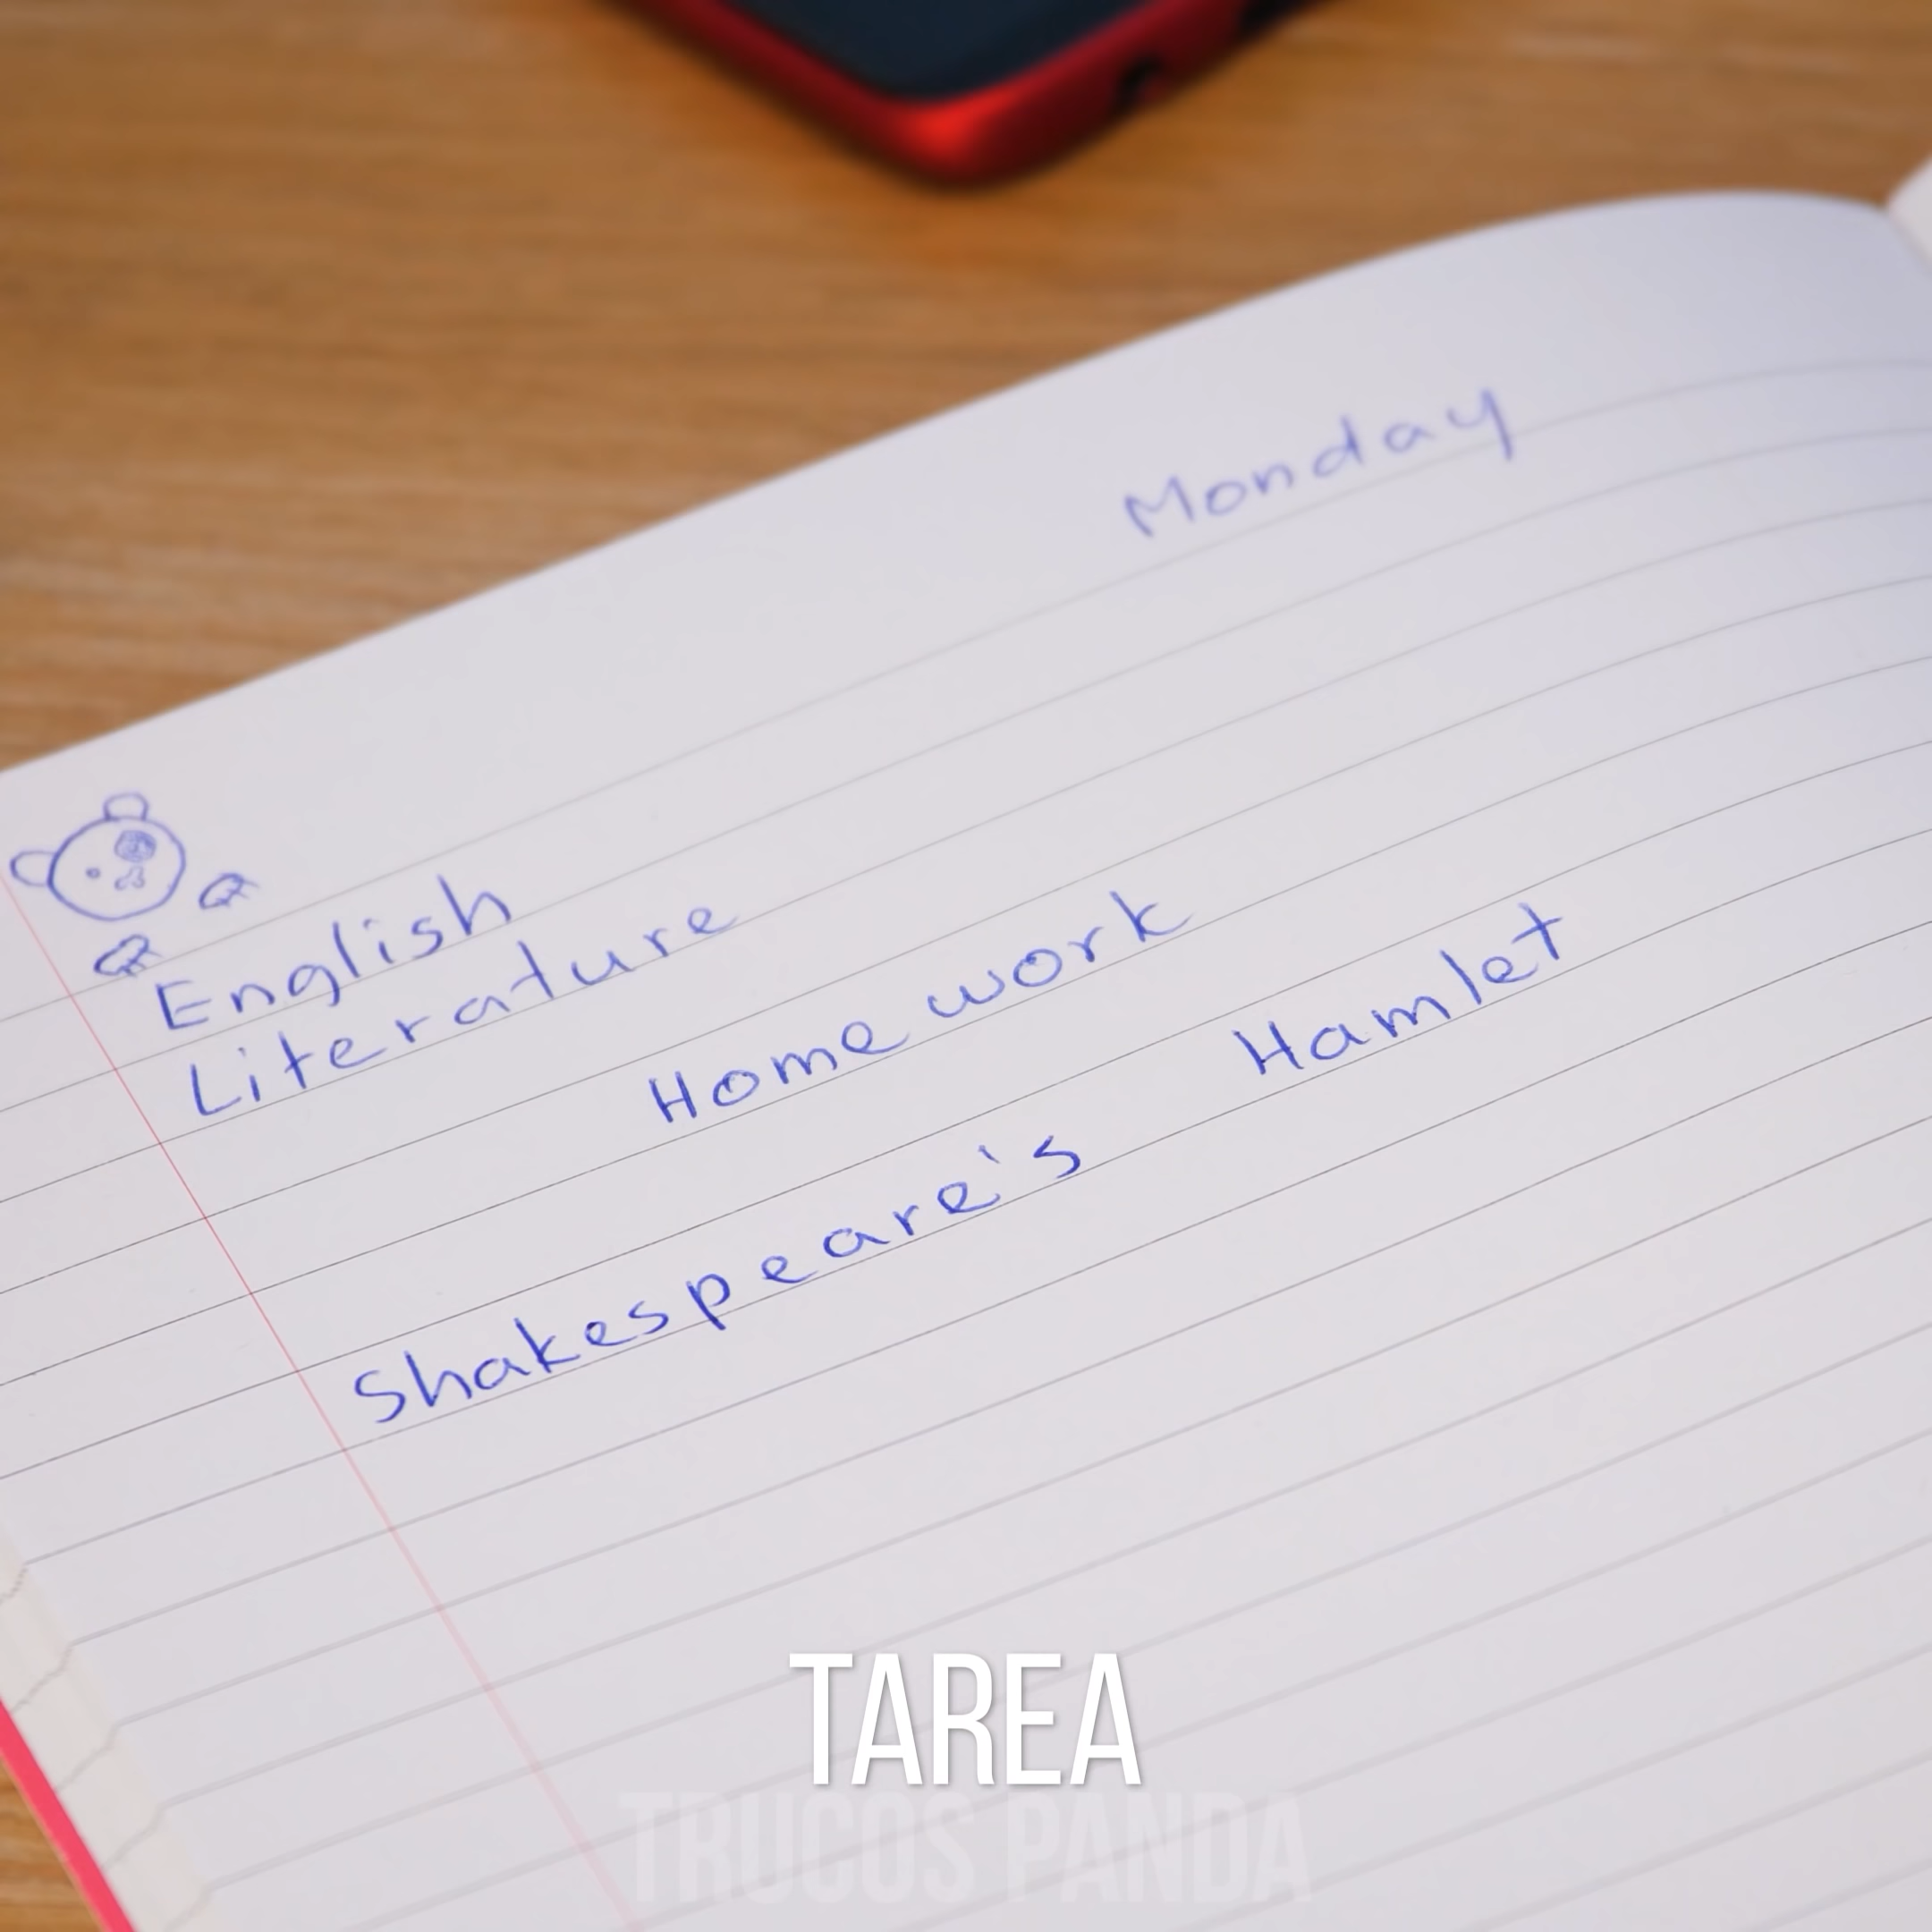 Monday
English
Literature
Home work
Shakespeare's Hamlet
TAREA
TRUCOS PANDA